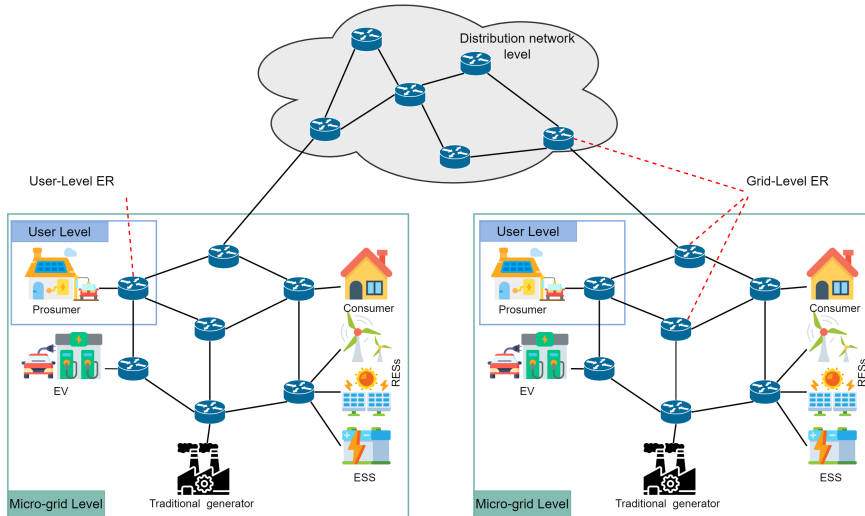 Distribution network
level
User-Level ER
Grid-Level ER
User Level
Prosumer
Consumer
EV
RESs
ESS
Traditional generator
Micro-grid Level
User Level
Prosumer
Consumer
EV
RESs
ESS
Traditional generator
Micro-grid Level